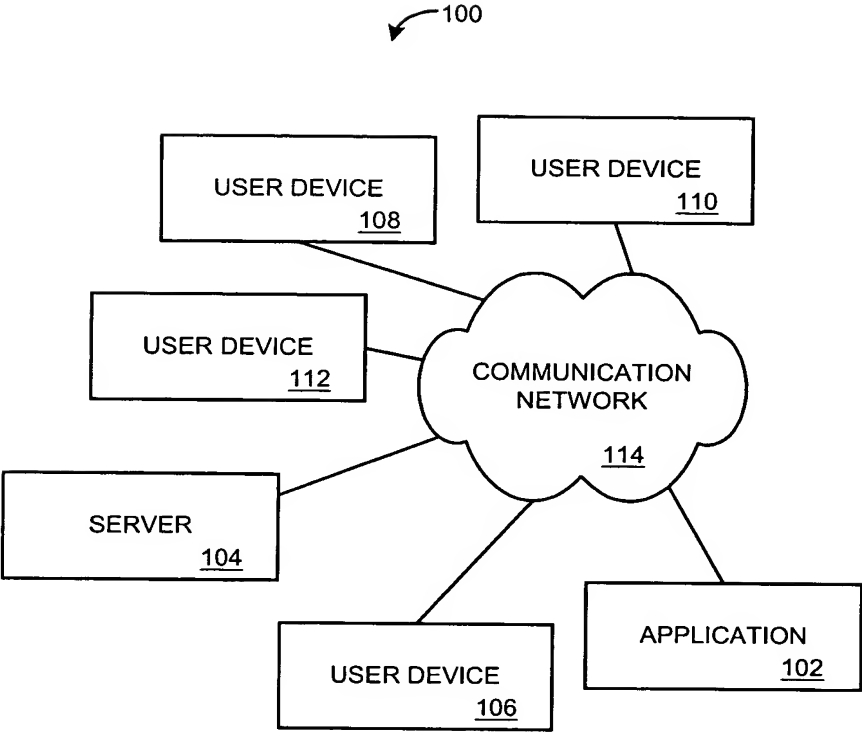 100
USER DEVICE
108
USER DEVICE
110
USER DEVICE
112
COMMUNICATION
NETWORK
114
SERVER
104
USER DEVICE
106
APPLICATION
102